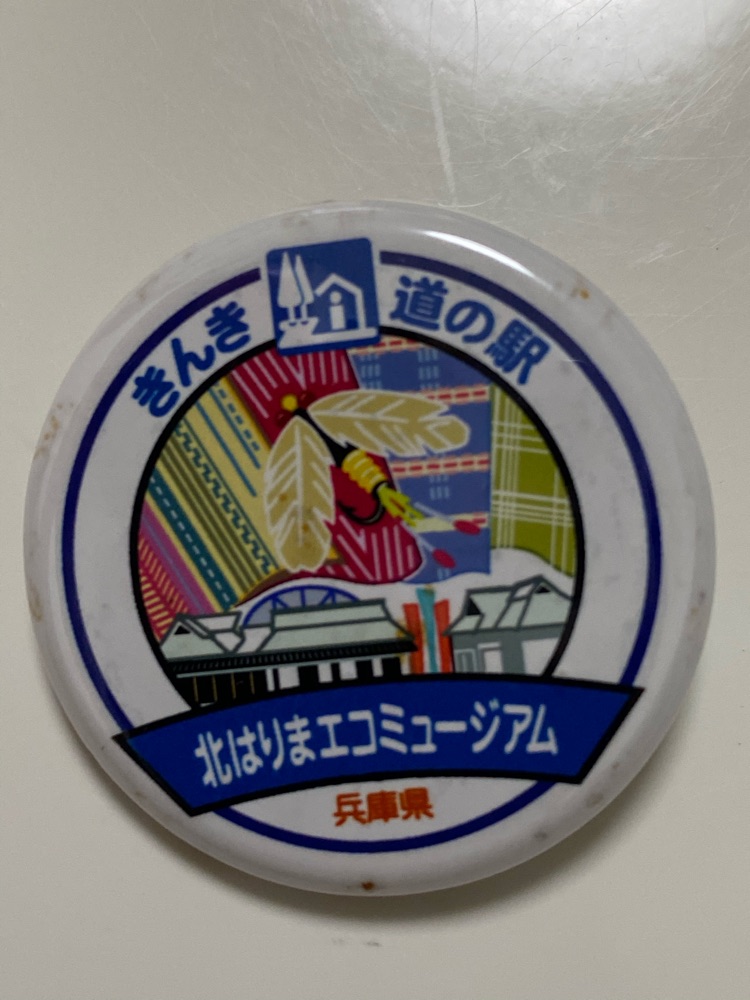 きんき 道の駅
北はりまエコミュージアム
兵庫県